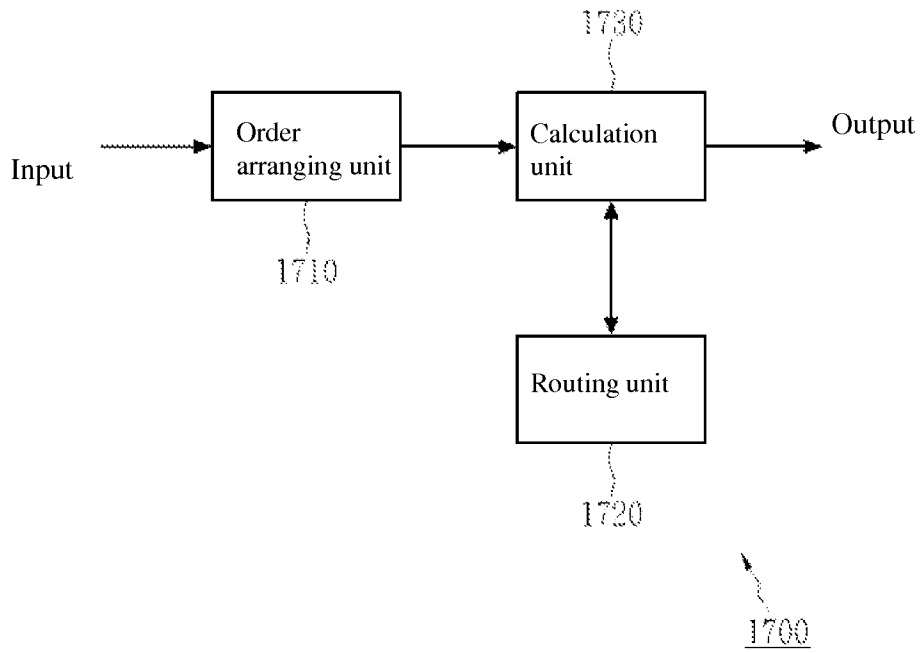 1730
Order
arranging unit
Calculation
unit
Output
Input
1710
Routing unit
1720
1700